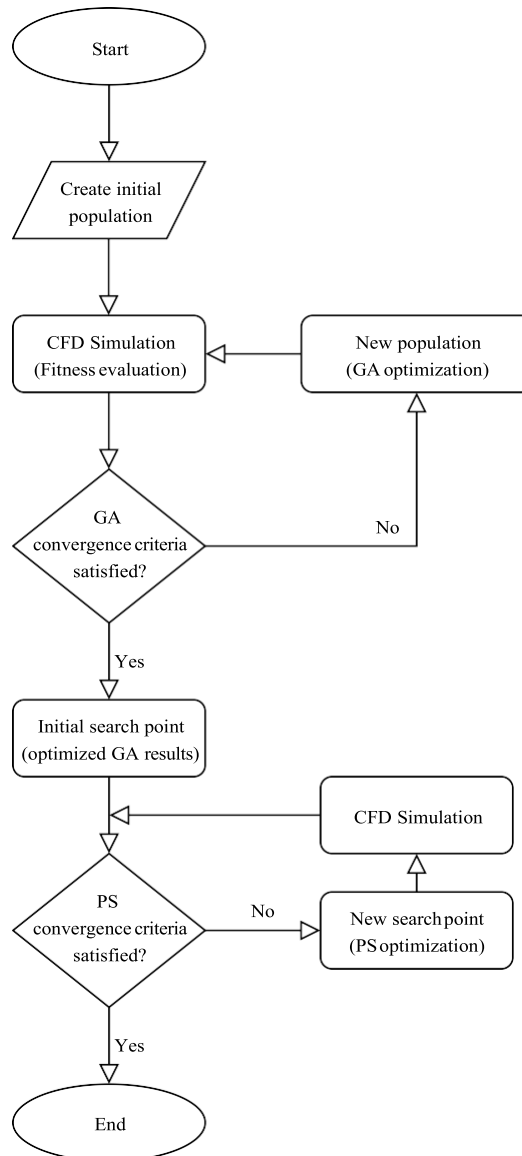 Start
Create initial
population
CFD Simulation
(Fitness evaluation)
New population
(GA optimization)
GA
convergence criteria
satisfied?
No
Yes
Initial search point
(optimized GA results)
CFD Simulation
PS
convergence criteria
satisfied?
No
New search point
(PS optimization)
Yes
End